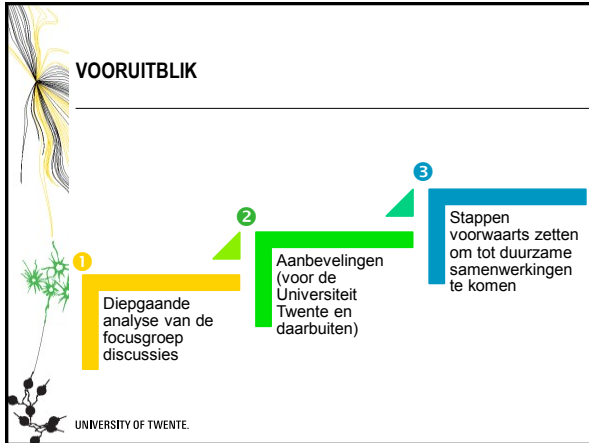 VOORUITBLIK
1
Diepgaande
analyse van de
focusgroep
discussies
2
Aanbevelingen
(voor de
Universiteit
Twente en
daarbuiten)
3
Stappen
voorwaarts zetten
om tot duurzame
samenwerkingen
te komen
UNIVERSITY OF TWENTE.